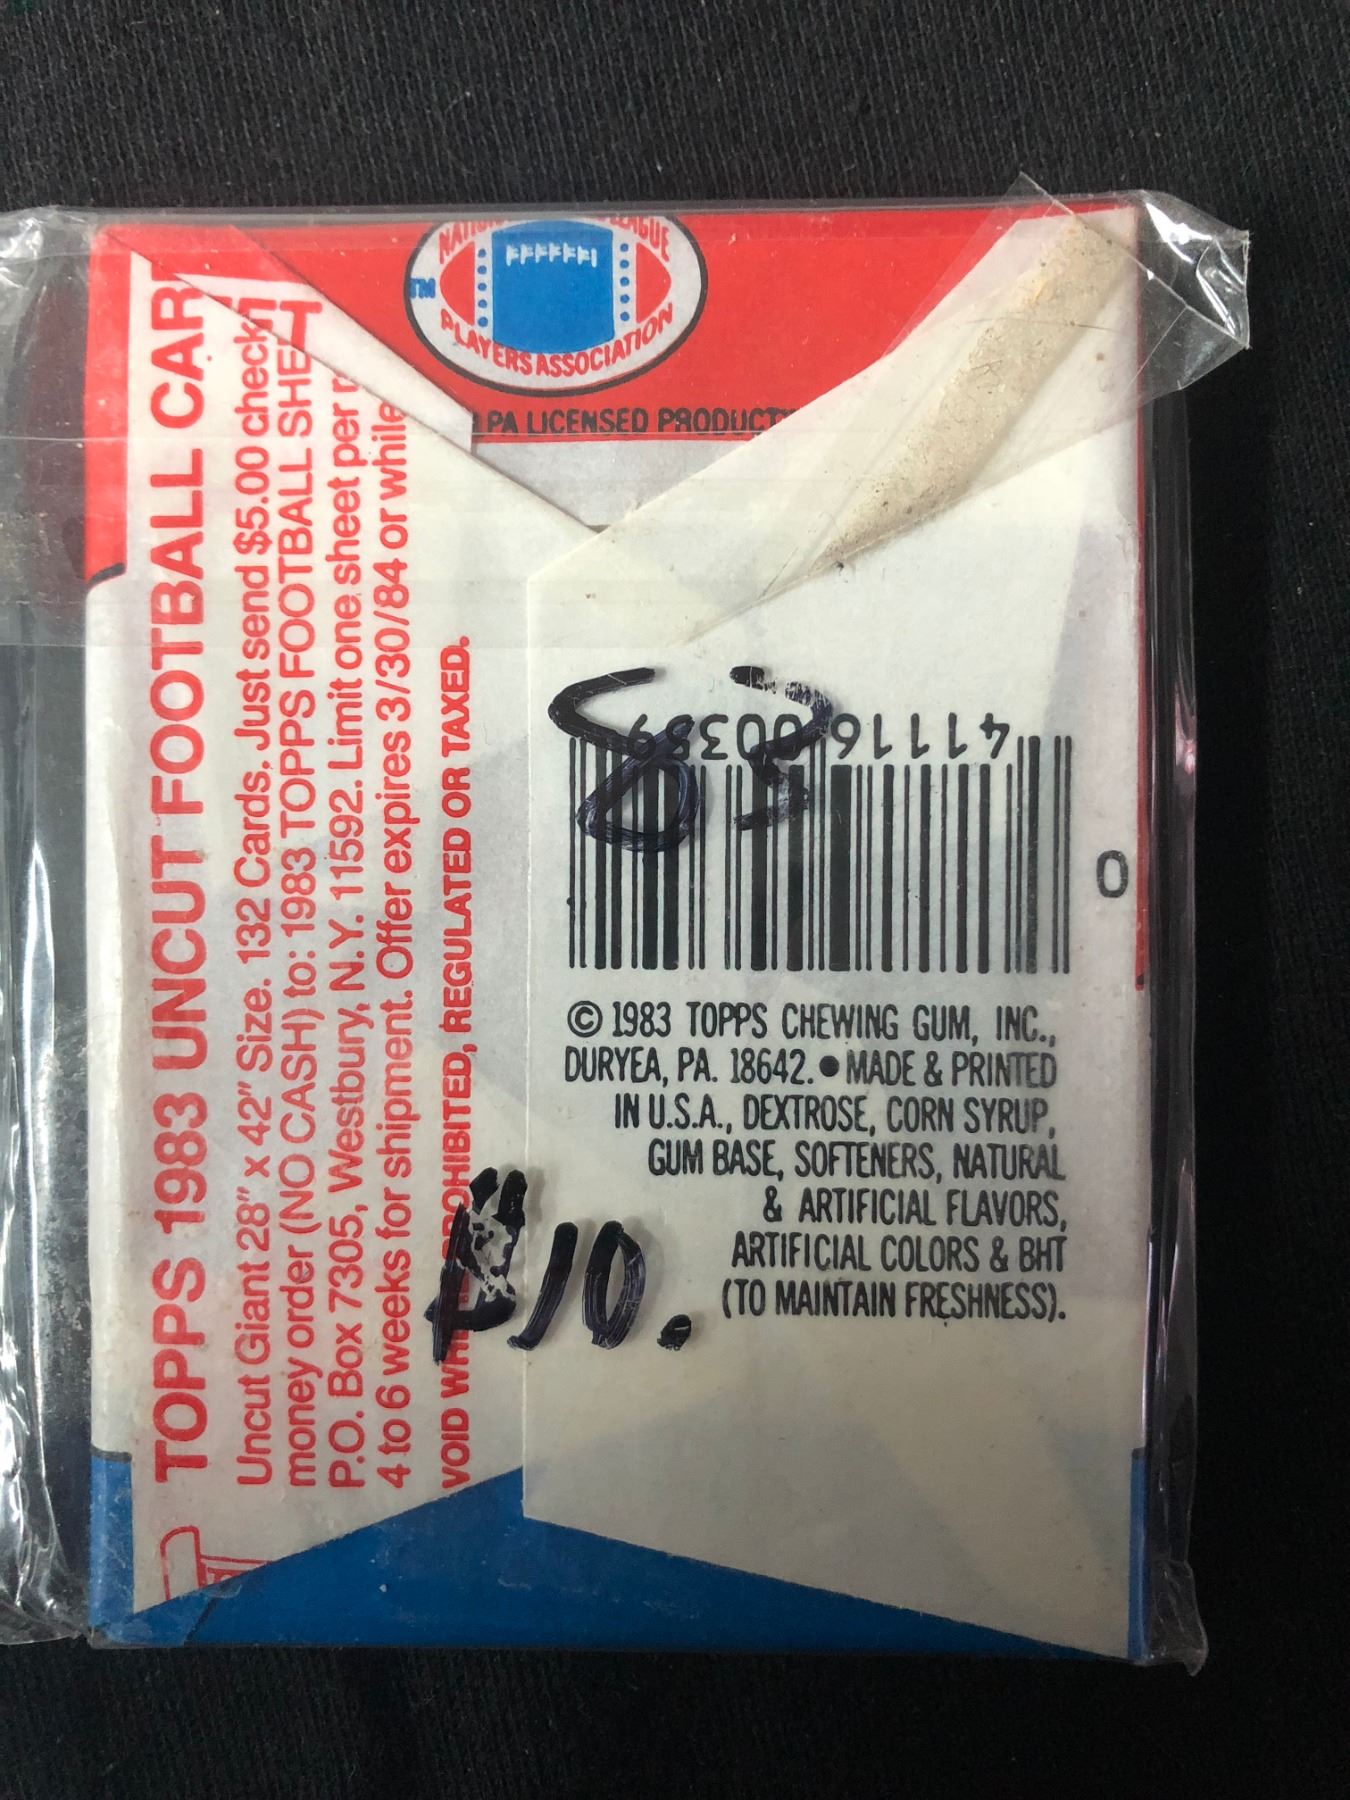 NATIONAL LEAGUE
PLAYERS ASSOCIATION
TM
PA LICENSED PRODUCT
TOPPS 1983 UNCUT FOOTBALL CAR
Uncut Giant 28" x 42" Size. 132 Cards. Just send $5.00 check
money order (NO CASH) to: 1983 TOPPS FOOTBALL SHEET
P.O. Box 7305, Westbury, N.Y. 11592. Limit one sheet per
4 to 6 weeks for shipment. Offer expires 3/30/84 or while
VOID WHERE PROHIBITED, REGULATED OR TAXED.
83
41116 00359
0
© 1983 TOPPS CHEWING GUM, INC.,
DURYEA, PA. 18642. ● MADE & PRINTED
IN U.S.A., DEXTROSE, CORN SYRUP,
GUM BASE, SOFTENERS, NATURAL
& ARTIFICIAL FLAVORS,
ARTIFICIAL COLORS & BHT
(TO MAINTAIN FRESHNESS).
$10.